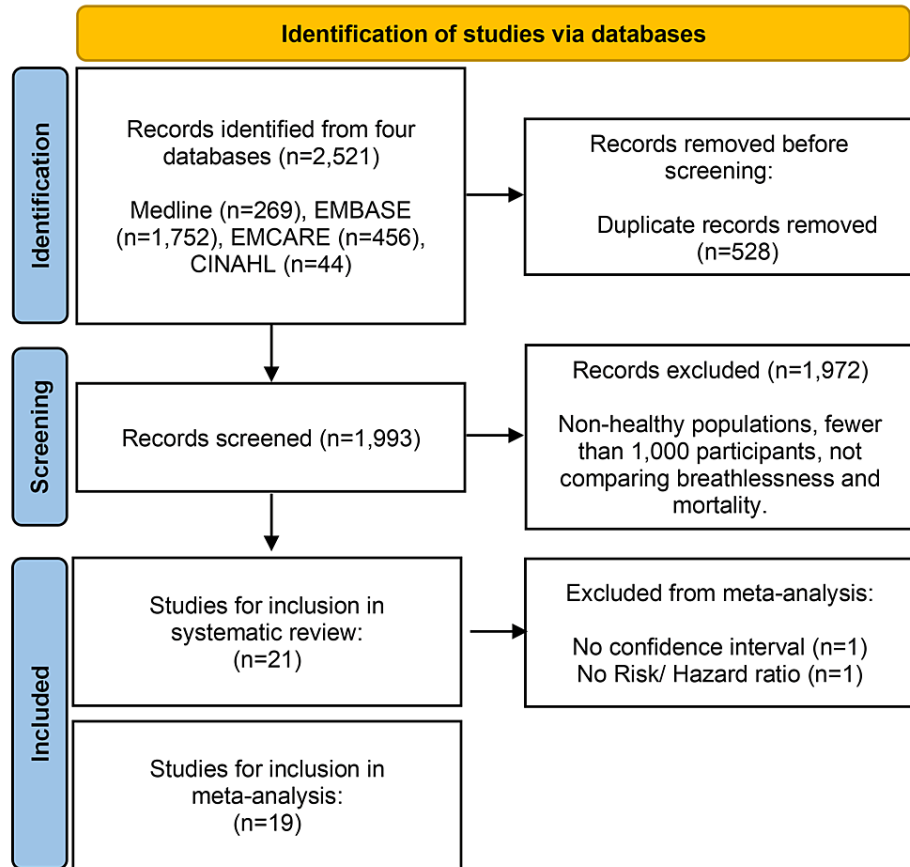 Identification of studies via databases
Identification
Records identified from four
databases (n=2,521)
Medline (n=269), EMBASE
(n=1,752), EMCARE (n=456),
CINAHL (n=44)
Records removed before
screening:
Duplicate records removed
(n=528)
Screening
Records screened (n=1,993)
Records excluded (n=1,972)
Non-healthy populations, fewer
than 1,000 participants, not
comparing breathlessness and
mortality.
Included
Studies for inclusion in
systematic review:
(n=21)
Excluded from meta-analysis:
No confidence interval (n=1)
No Risk/ Hazard ratio (n=1)
Studies for inclusion in
meta-analysis:
(n=19)